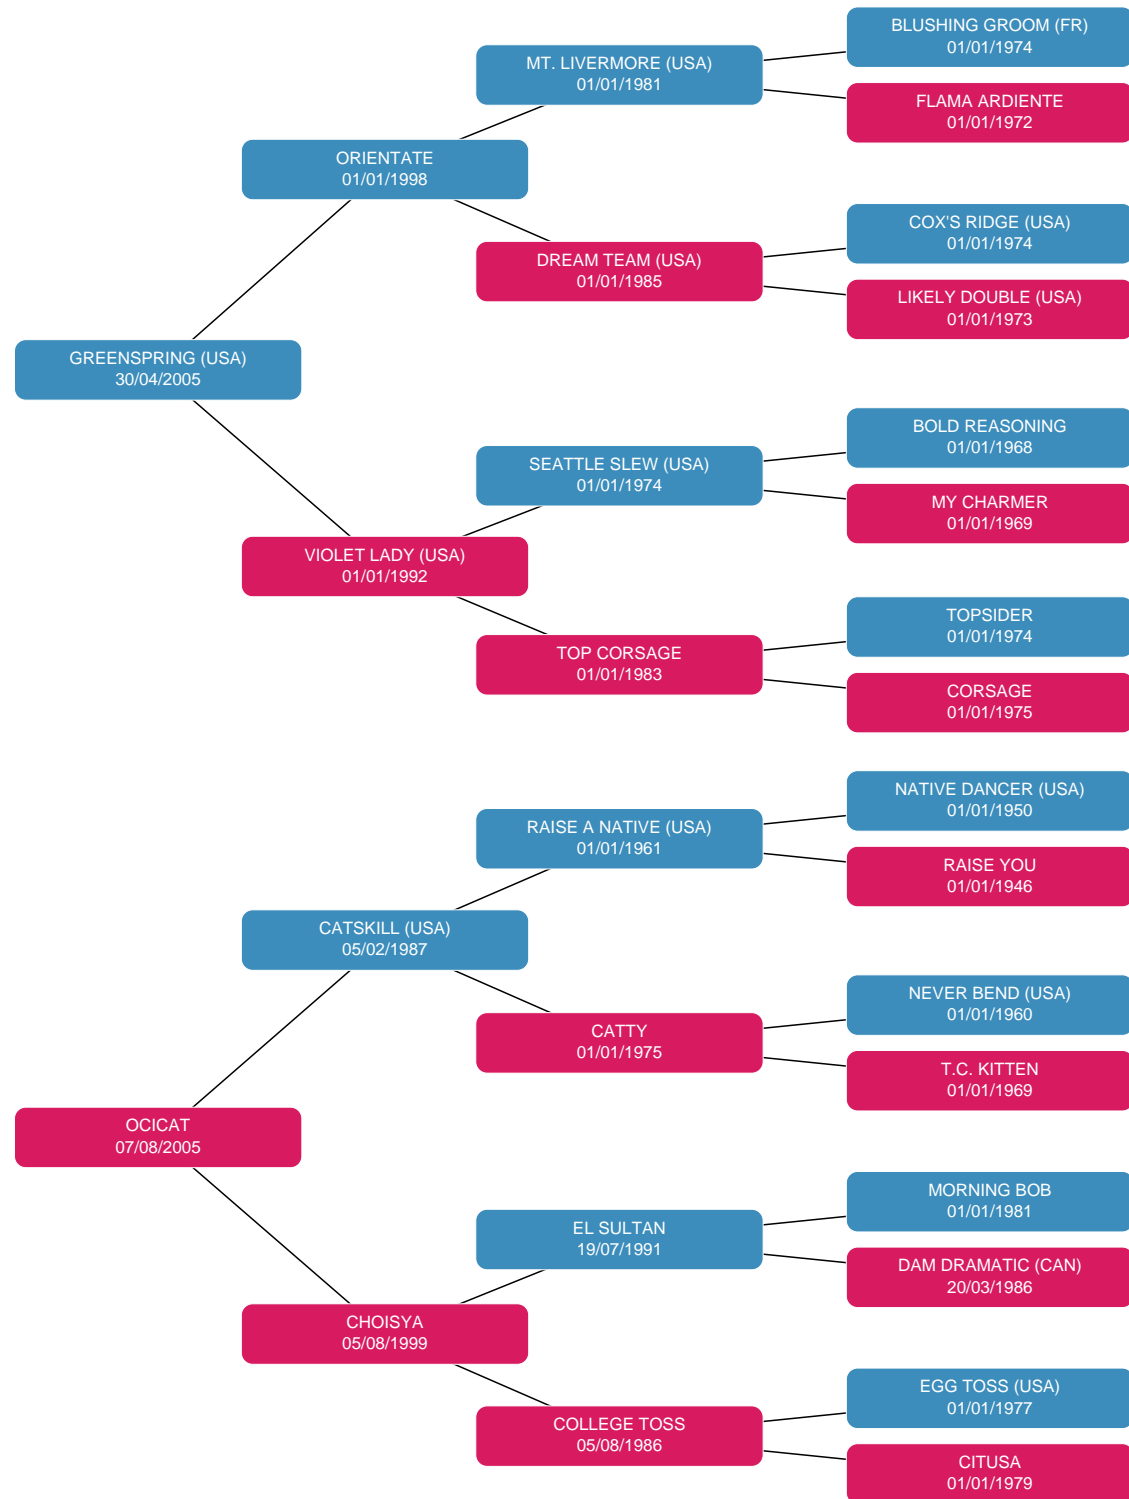 BLUSHING GROOM (FR)
01/01/1974
MT. LIVERMORE (USA)
01/01/1981
FLAMA ARDIENTE
01/01/1972
ORIENTATE
01/01/1998
COX'S RIDGE (USA)
01/01/1974
DREAM TEAM (USA)
01/01/1985
LIKELY DOUBLE (USA)
01/01/1973
GREENSPRING (USA)
30/04/2005
BOLD REASONING
01/01/1968
SEATTLE SLEW (USA)
01/01/1974
MY CHARMER
01/01/1969
VIOLET LADY (USA)
01/01/1992
TOPSIDER
01/01/1974
TOP CORSAGE
01/01/1983
CORSAGE
01/01/1975
NATIVE DANCER (USA)
01/01/1950
RAISE A NATIVE (USA)
01/01/1961
RAISE YOU
01/01/1946
CATSKILL (USA)
05/02/1987
NEVER BEND (USA)
01/01/1960
CATTY
01/01/1975
T.C. KITTEN
01/01/1969
OCICAT
07/08/2005
MORNING BOB
01/01/1981
EL SULTAN
19/07/1991
DAM DRAMATIC (CAN)
20/03/1986
CHOISYA
05/08/1999
EGG TOSS (USA)
01/01/1977
COLLEGE TOSS
05/08/1986
CITUSA
01/01/1979